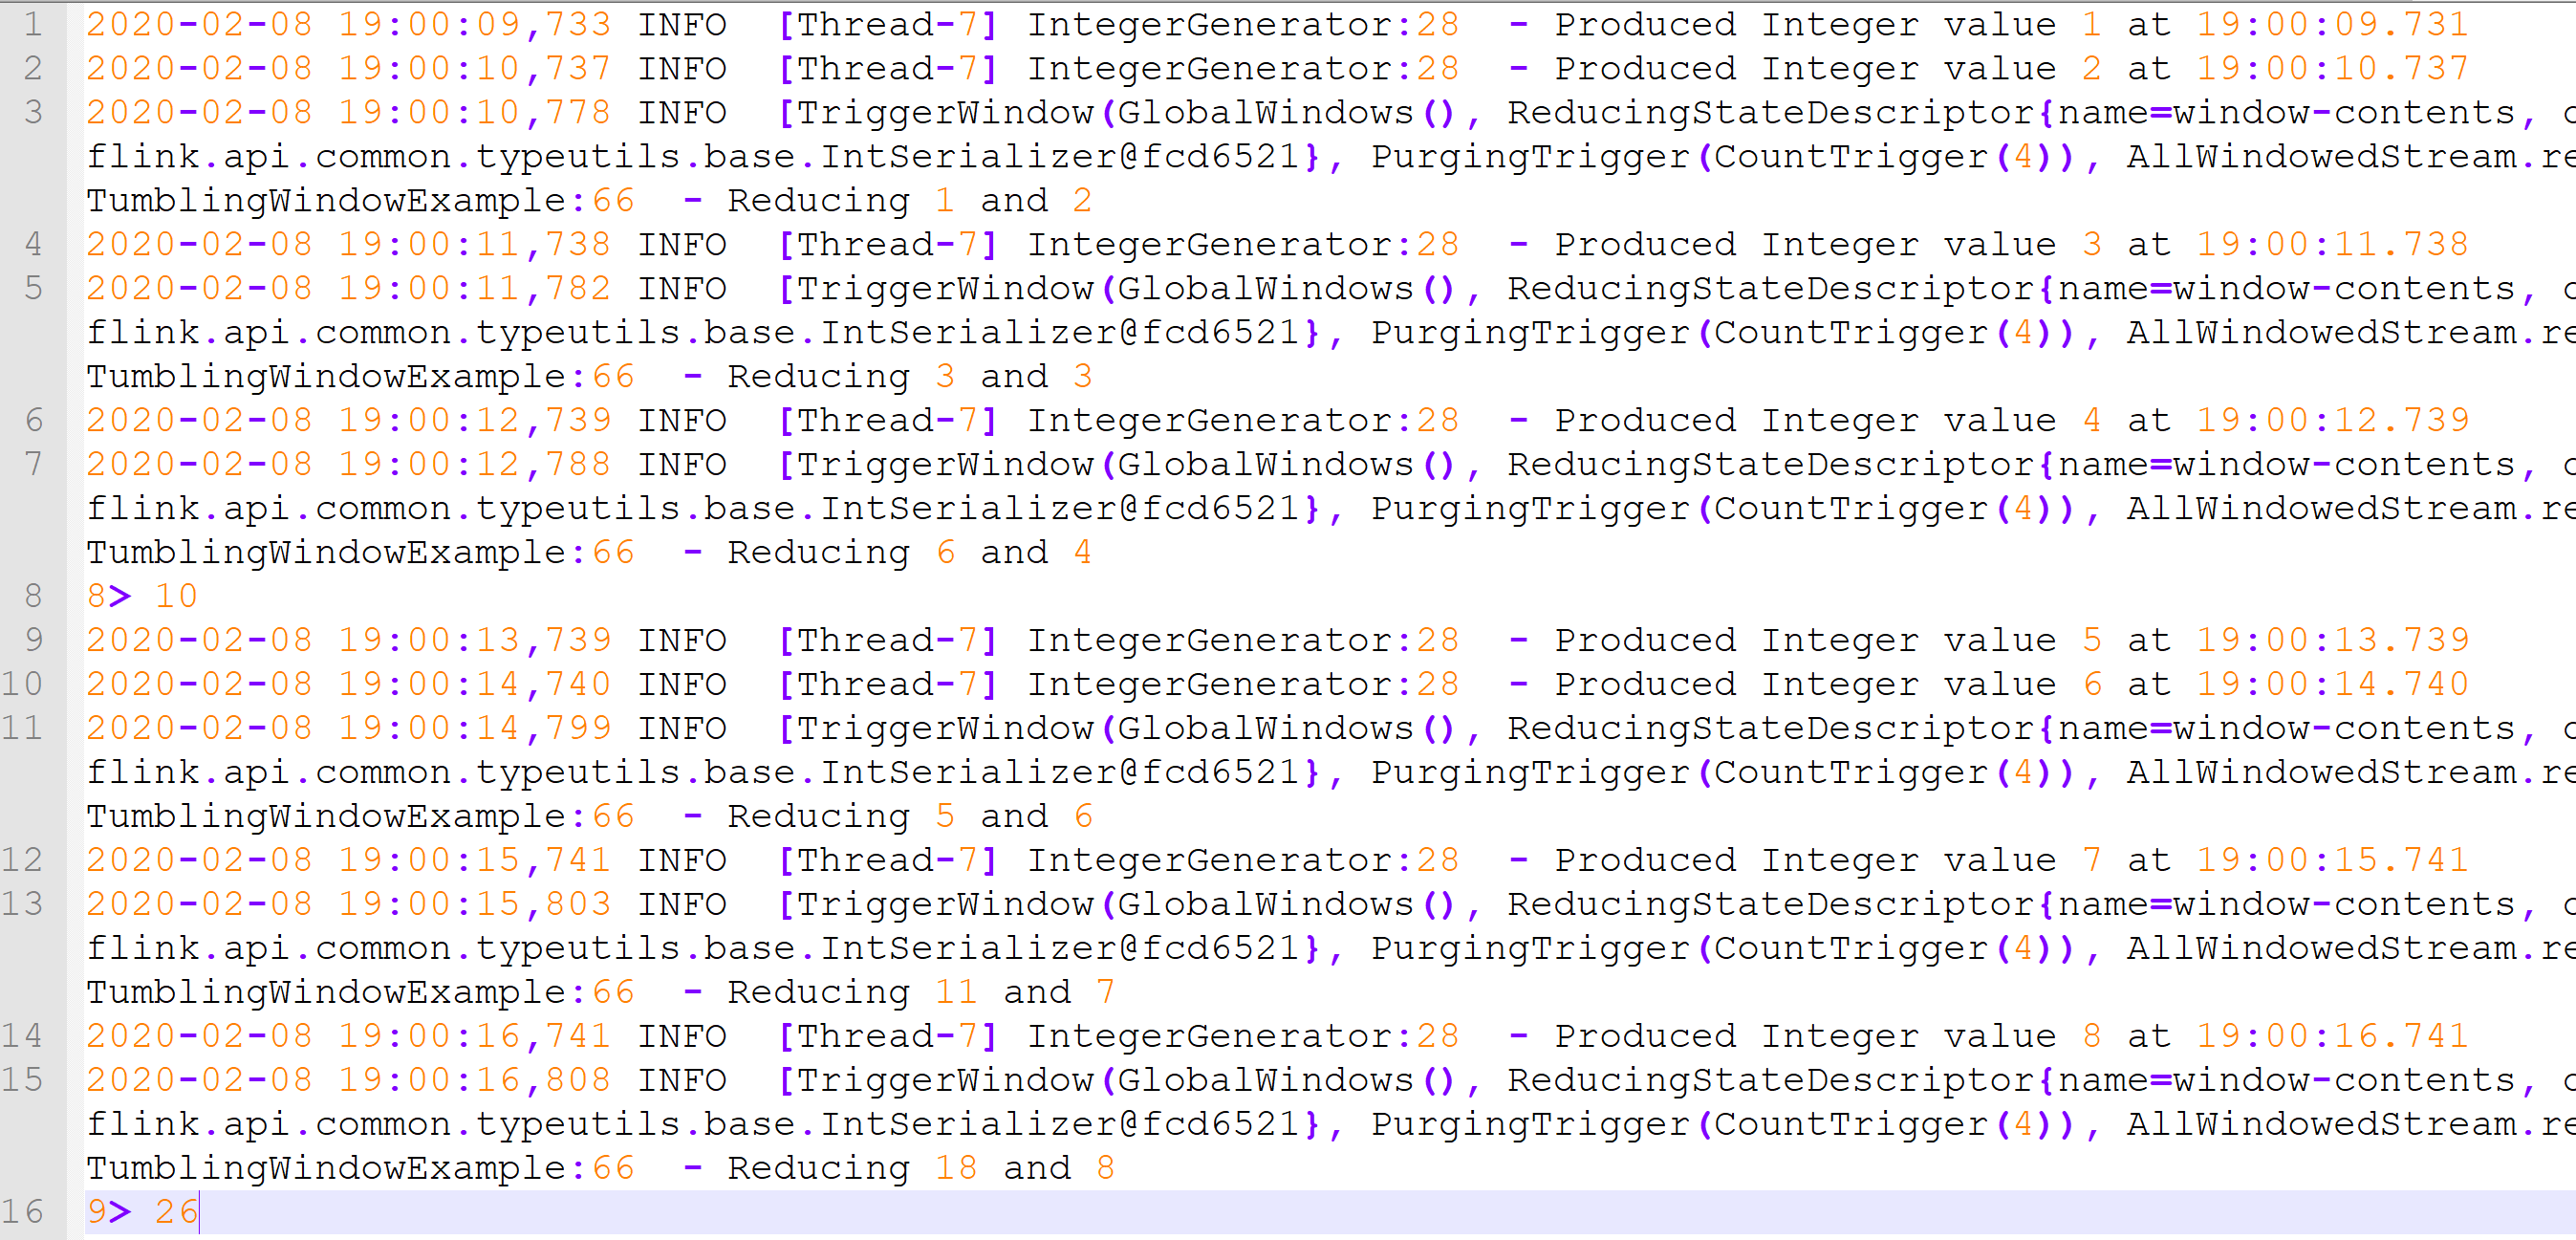 1 2020-02-08 19:00:09,733 INFO  [Thread-7] IntegerGenerator:28  - Produced Integer value 1 at 19:00:09.731
2 2020-02-08 19:00:10,737 INFO  [Thread-7] IntegerGenerator:28  - Produced Integer value 2 at 19:00:10.737
3 2020-02-08 19:00:10,778 INFO  [TriggerWindow(GlobalWindows(), ReducingStateDescriptor{name=window-contents,
flink.api.common.typeutils.base.IntSerializer@fcd6521}, PurgingTrigger(CountTrigger(4)), AllWindowedStream.re
TumblingWindowExample:66  - Reducing 1 and 2
4 2020-02-08 19:00:11,738 INFO  [Thread-7] IntegerGenerator:28  - Produced Integer value 3 at 19:00:11.738
5 2020-02-08 19:00:11,782 INFO  [TriggerWindow(GlobalWindows(), ReducingStateDescriptor{name=window-contents,
flink.api.common.typeutils.base.IntSerializer@fcd6521}, PurgingTrigger(CountTrigger(4)), AllWindowedStream.re
TumblingWindowExample:66  - Reducing 3 and 3
6 2020-02-08 19:00:12,739 INFO  [Thread-7] IntegerGenerator:28  - Produced Integer value 4 at 19:00:12.739
7 2020-02-08 19:00:12,788 INFO  [TriggerWindow(GlobalWindows(), ReducingStateDescriptor{name=window-contents,
flink.api.common.typeutils.base.IntSerializer@fcd6521}, PurgingTrigger(CountTrigger(4)), AllWindowedStream.re
TumblingWindowExample:66  - Reducing 6 and 4
8 8> 10
9 2020-02-08 19:00:13,739 INFO  [Thread-7] IntegerGenerator:28  - Produced Integer value 5 at 19:00:13.739
10 2020-02-08 19:00:14,740 INFO  [Thread-7] IntegerGenerator:28  - Produced Integer value 6 at 19:00:14.740
11 2020-02-08 19:00:14,799 INFO  [TriggerWindow(GlobalWindows(), ReducingStateDescriptor{name=window-contents,
flink.api.common.typeutils.base.IntSerializer@fcd6521}, PurgingTrigger(CountTrigger(4)), AllWindowedStream.re
TumblingWindowExample:66  - Reducing 5 and 6
12 2020-02-08 19:00:15,741 INFO  [Thread-7] IntegerGenerator:28  - Produced Integer value 7 at 19:00:15.741
13 2020-02-08 19:00:15,803 INFO  [TriggerWindow(GlobalWindows(), ReducingStateDescriptor{name=window-contents,
flink.api.common.typeutils.base.IntSerializer@fcd6521}, PurgingTrigger(CountTrigger(4)), AllWindowedStream.re
TumblingWindowExample:66  - Reducing 11 and 7
14 2020-02-08 19:00:16,741 INFO  [Thread-7] IntegerGenerator:28  - Produced Integer value 8 at 19:00:16.741
15 2020-02-08 19:00:16,808 INFO  [TriggerWindow(GlobalWindows(), ReducingStateDescriptor{name=window-contents,
flink.api.common.typeutils.base.IntSerializer@fcd6521}, PurgingTrigger(CountTrigger(4)), AllWindowedStream.re
TumblingWindowExample:66  - Reducing 18 and 8
16 9> 26